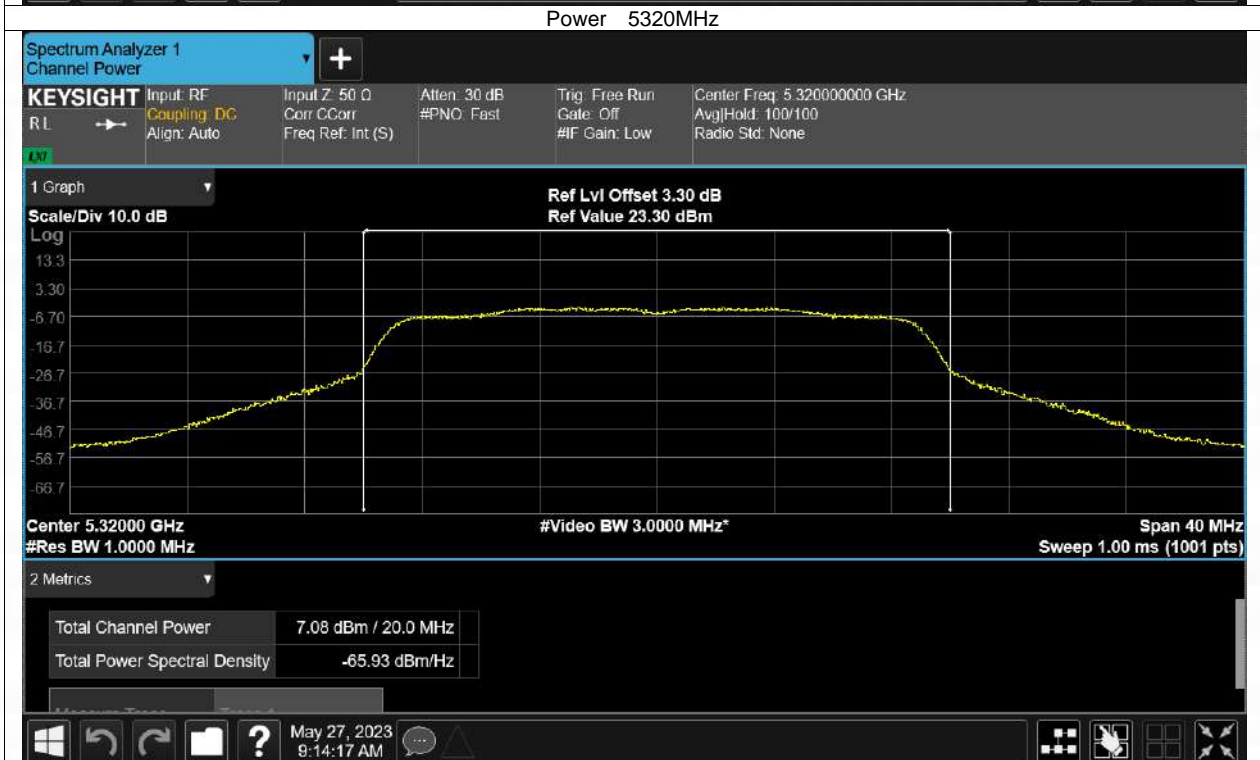 Power 5320MHz
Spectrum Analyzer 1
Channel Power
+
KEYSIGHT
RL
LXI
Input: RF
Coupling: DC
Align: Auto
Input Z: 50 Ω
Corr CCorr
Freq Ref: Int (S)
Atten: 30 dB
#PNO: Fast
Trig: Free Run
Gate: Off
#IF Gain: Low
Center Freq: 5.320000000 GHz
Avg|Hold: 100/100
Radio Std: None
1 Graph
Scale/Div 10.0 dB
Ref Lvl Offset 3.30 dB
Ref Value 23.30 dBm
Log
13.3
3.30
-6.70
-16.7
-26.7
-36.7
-46.7
-56.7
-66.7
Center 5.32000 GHz
#Res BW 1.0000 MHz
#Video BW 3.0000 MHz*
Span 40 MHz
Sweep 1.00 ms (1001 pts)
2 Metrics
Total Channel Power 7.08 dBm / 20.0 MHz
Total Power Spectral Density -65.93 dBm/Hz
?
May 27, 2023
9:14:17 AM